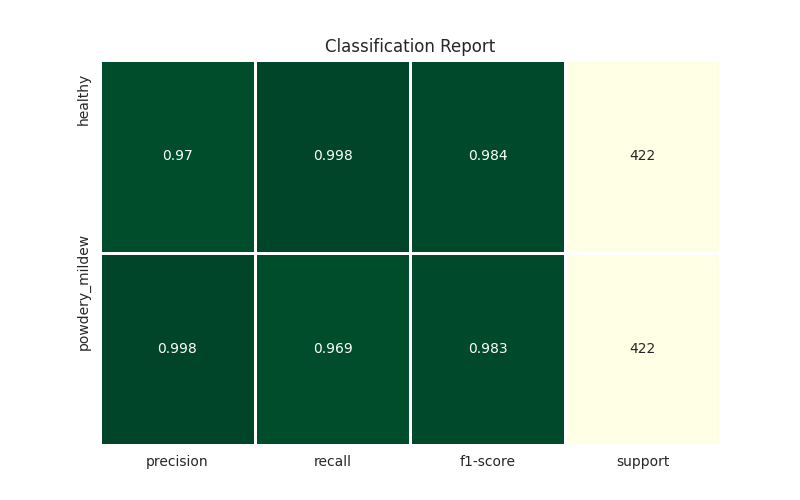 Classification Report
healthy
0.97 0.998 0.984 422
powdery_mildew
0.998 0.969 0.983 422
precision recall f1-score support